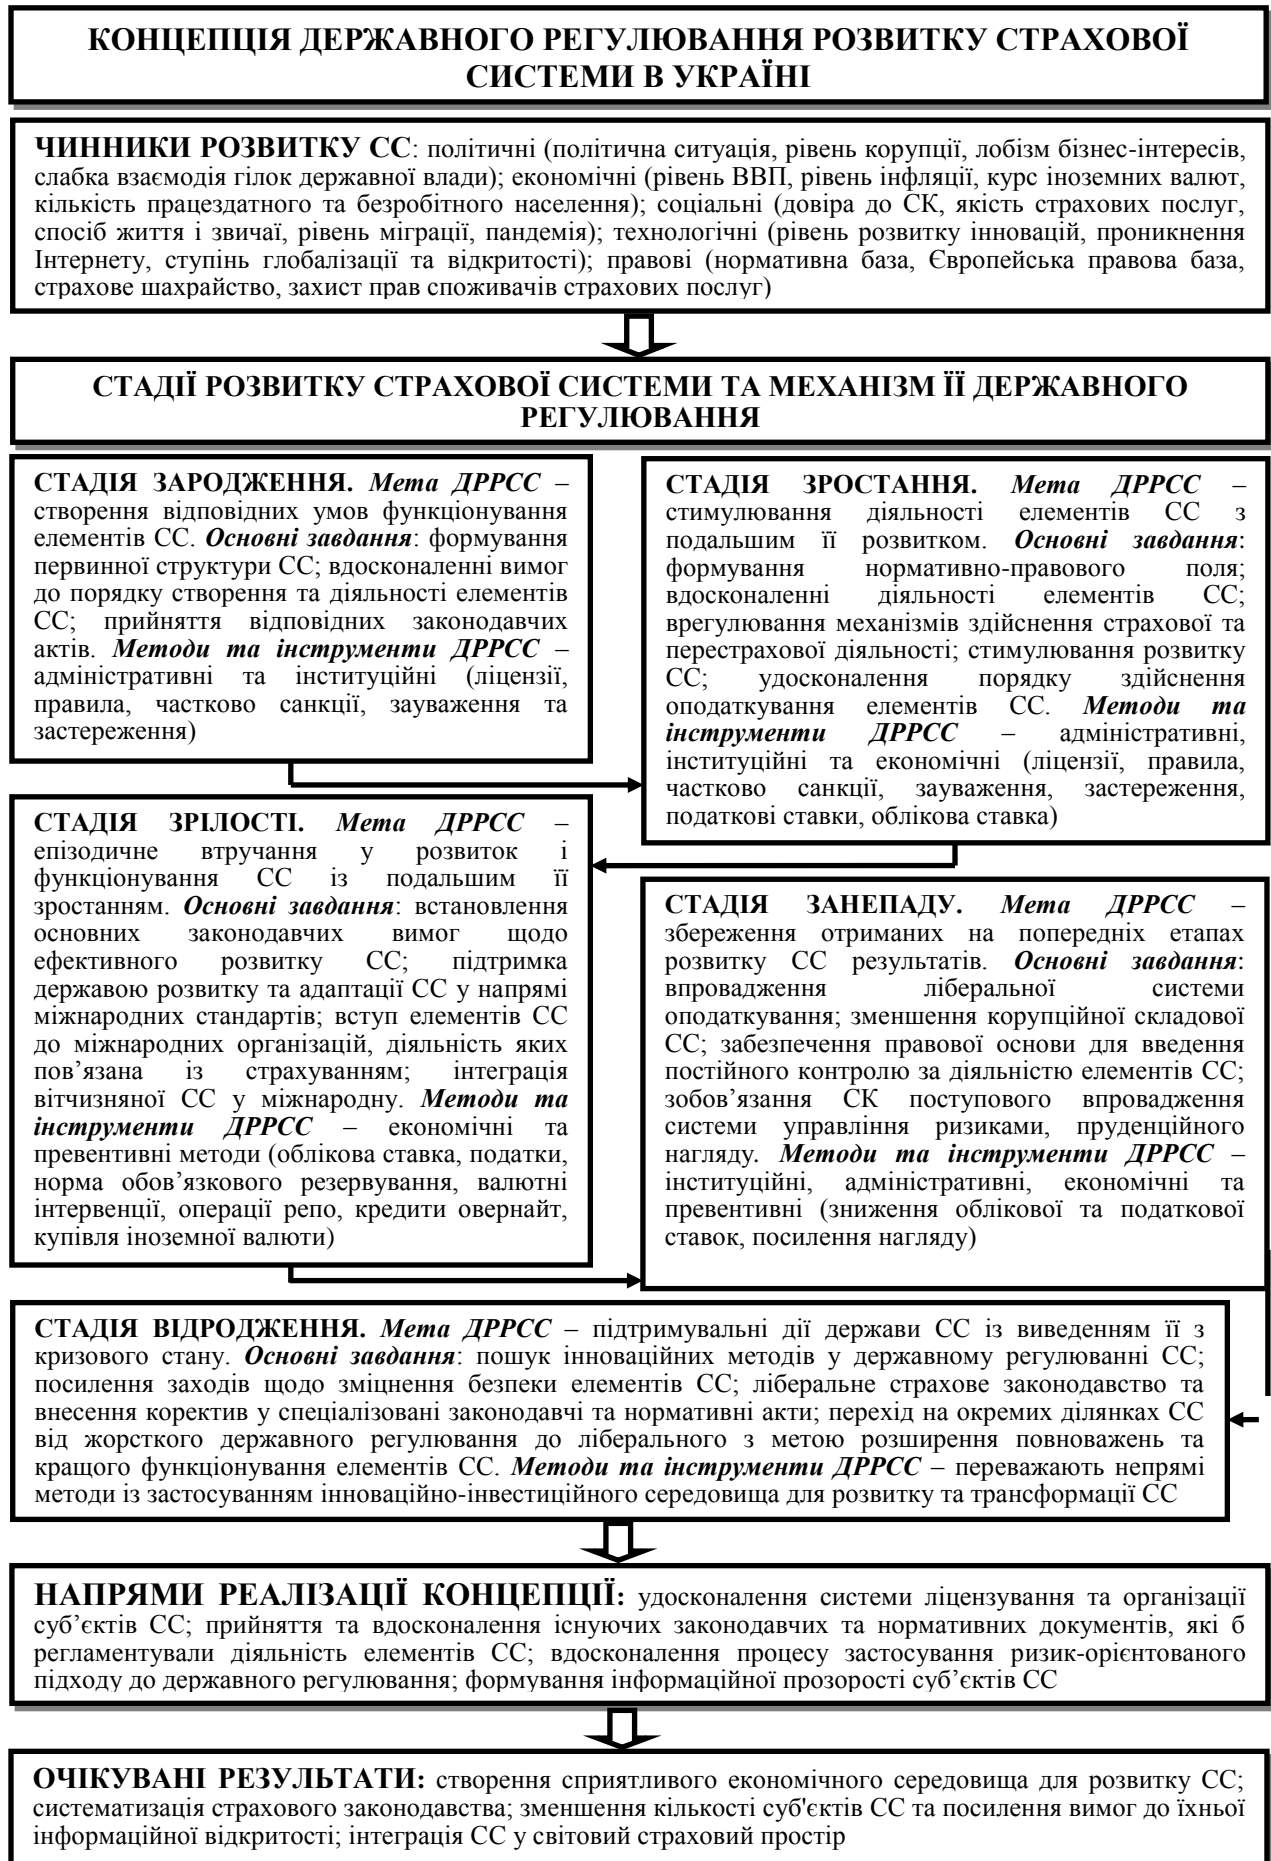 КОНЦЕПЦІЯ ДЕРЖАВНОГО РЕГУЛЮВАННЯ РОЗВИТКУ СТРАХОВОЇ
СИСТЕМИ В УКРАЇНІ
ЧИННИКИ РОЗВИТКУ СС: політичні (політична ситуація, рівень корупції, лобізм бізнес-інтересів,
слабка взаємодія гілок державної влади); економічні (рівень ВВП, рівень інфляції, курс іноземних валют,
кількість працездатного та безробітного населення); соціальні (довіра до СК, якість страхових послуг,
спосіб життя і звичаї, рівень міграції, пандемія); технологічні (рівень розвитку інновацій, проникнення
Інтернету, ступінь глобалізації та відкритості); правові (нормативна база, Європейська правова база,
страхове шахрайство, захист прав споживачів страхових послуг)
СТАДІЇ РОЗВИТКУ СТРАХОВОЇ СИСТЕМИ ТА МЕХАНІЗМ ЇЇ ДЕРЖАВНОГО
РЕГУЛЮВАННЯ
СТАДІЯ ЗАРОДЖЕННЯ. Мета ДРРСС –
створення відповідних умов функціонування
елементів СС. Основні завдання: формування
первинної структури СС; вдосконаленні вимог
до порядку створення та діяльності елементів
СС; прийняття відповідних законодавчих
актів. Методи та інструменти ДРРСС –
адміністративні та інституційні (ліцензії,
правила, частково санкції, зауваження та
застереження)
СТАДІЯ ЗРОСТАННЯ. Мета ДРРСС –
стимулювання діяльності елементів СС з
подальшим її розвитком. Основні завдання:
формування нормативно-правового поля;
вдосконаленні діяльності елементів СС;
врегулювання механізмів здійснення страхової та
перестрахової діяльності; стимулювання розвитку
СС; удосконалення порядку здійснення
оподаткування елементів СС. Методи та
інструменти ДРРСС – адміністративні,
інституційні та економічні (ліцензії, правила,
частково санкції, зауваження, застереження,
податкові ставки, облікова ставка)
СТАДІЯ ЗРІЛОСТІ. Мета ДРРСС –
епізодичне втручання у розвиток і
функціонування СС із подальшим її
зростанням. Основні завдання: встановлення
основних законодавчих вимог щодо
ефективного розвитку СС; підтримка
державою розвитку та адаптації СС у напрямі
міжнародних стандартів; вступ елементів СС
до міжнародних організацій, діяльність яких
пов’язана із страхуванням; інтеграція
вітчизняної СС у міжнародну. Методи та
інструменти ДРРСС – економічні та
превентивні методи (облікова ставка, податки,
норма обов’язкового резервування, валютні
інтервенції, операції репо, кредити овернайт,
купівля іноземної валюти)
СТАДІЯ ЗАНЕПАДУ. Мета ДРРСС –
збереження отриманих на попередніх етапах
розвитку СС результатів. Основні завдання:
впровадження ліберальної системи
оподаткування; зменшення корупційної складової
СС; забезпечення правової основи для введення
постійного контролю за діяльністю елементів СС;
зобов’язання СК поступового впровадження
системи управління ризиками, пруденційного
нагляду. Методи та інструменти ДРРСС –
інституційні, адміністративні, економічні та
превентивні (зниження облікової та податкової
ставок, посилення нагляду)
СТАДІЯ ВІДРОДЖЕННЯ. Мета ДРРСС – підтримувальні дії держави СС із виведенням її з
кризового стану. Основні завдання: пошук інноваційних методів у державному регулюванні СС;
посилення заходів щодо зміцнення безпеки елементів СС; ліберальне страхове законодавство та
внесення коректив у спеціалізовані законодавчі та нормативні акти; перехід на окремих ділянках СС
від жорсткого державного регулювання до ліберального з метою розширення повноважень та
кращого функціонування елементів СС. Методи та інструменти ДРРСС – переважають непрямі
методи із застосуванням інноваційно-інвестиційного середовища для розвитку та трансформації СС
НАПРЯМИ РЕАЛІЗАЦІЇ КОНЦЕПЦІЇ: удосконалення системи ліцензування та організації
суб’єктів СС; прийняття та вдосконалення існуючих законодавчих та нормативних документів, які б
регламентували діяльність елементів СС; вдосконалення процесу застосування ризик-орієнтованого
підходу до державного регулювання; формування інформаційної прозорості суб’єктів СС
ОЧІКУВАНІ РЕЗУЛЬТАТИ: створення сприятливого економічного середовища для розвитку СС;
систематизація страхового законодавства; зменшення кількості суб'єктів СС та посилення вимог до їхньої
інформаційної відкритості; інтеграція СС у світовий страховий простір